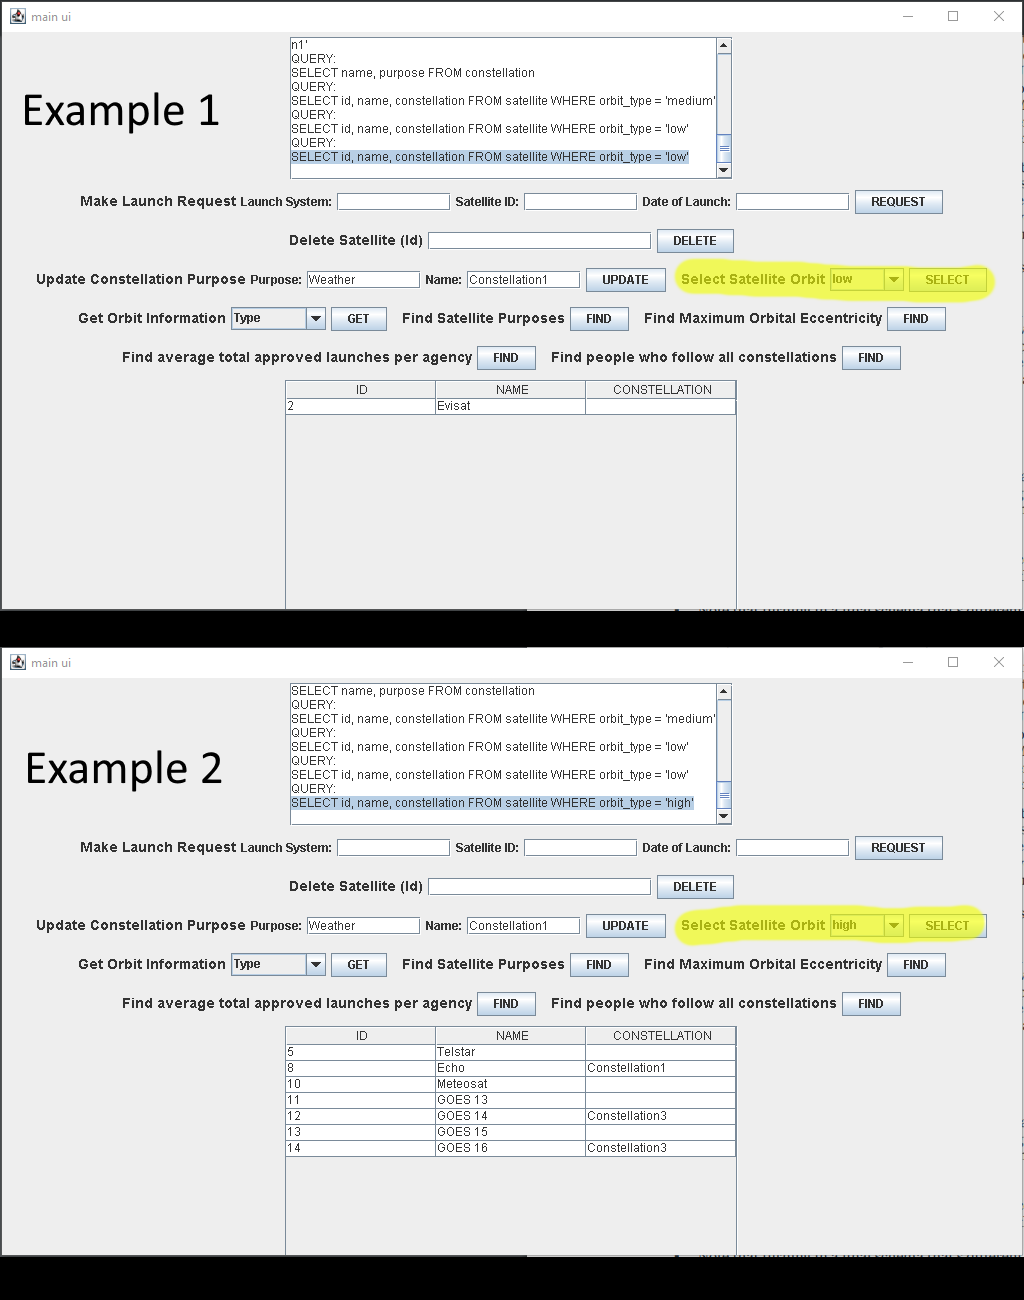 main ui
n1'
QUERY:
SELECT name, purpose FROM constellation
QUERY:
SELECT id, name, constellation FROM satellite WHERE orbit_type = 'medium'
QUERY:
SELECT id, name, constellation FROM satellite WHERE orbit_type = 'low'
QUERY:
SELECT id, name, constellation FROM satellite WHERE orbit_type = 'low'
Example 1
Make Launch Request Launch System: Satellite ID: Date of Launch: REQUEST
Delete Satellite (Id) DELETE
Update Constellation Purpose Purpose: Weather Name: Constellation1 UPDATE Select Satellite Orbit low SELECT
Get Orbit Information Type GET Find Satellite Purposes FIND Find Maximum Orbital Eccentricity FIND
Find average total approved launches per agency FIND Find people who follow all constellations FIND
ID NAME CONSTELLATION
2 Evisat
main ui
SELECT name, purpose FROM constellation
QUERY:
SELECT id, name, constellation FROM satellite WHERE orbit_type = 'medium'
QUERY:
SELECT id, name, constellation FROM satellite WHERE orbit_type = 'low'
QUERY:
SELECT id, name, constellation FROM satellite WHERE orbit_type = 'low'
QUERY:
SELECT id, name, constellation FROM satellite WHERE orbit_type = 'high'
Example 2
Make Launch Request Launch System: Satellite ID: Date of Launch: REQUEST
Delete Satellite (Id) DELETE
Update Constellation Purpose Purpose: Weather Name: Constellation1 UPDATE Select Satellite Orbit high SELECT
Get Orbit Information Type GET Find Satellite Purposes FIND Find Maximum Orbital Eccentricity FIND
Find average total approved launches per agency FIND Find people who follow all constellations FIND
ID NAME CONSTELLATION
5 Telstar
8 Echo Constellation1
10 Meteosat
11 GOES 13
12 GOES 14 Constellation3
13 GOES 15
14 GOES 16 Constellation3